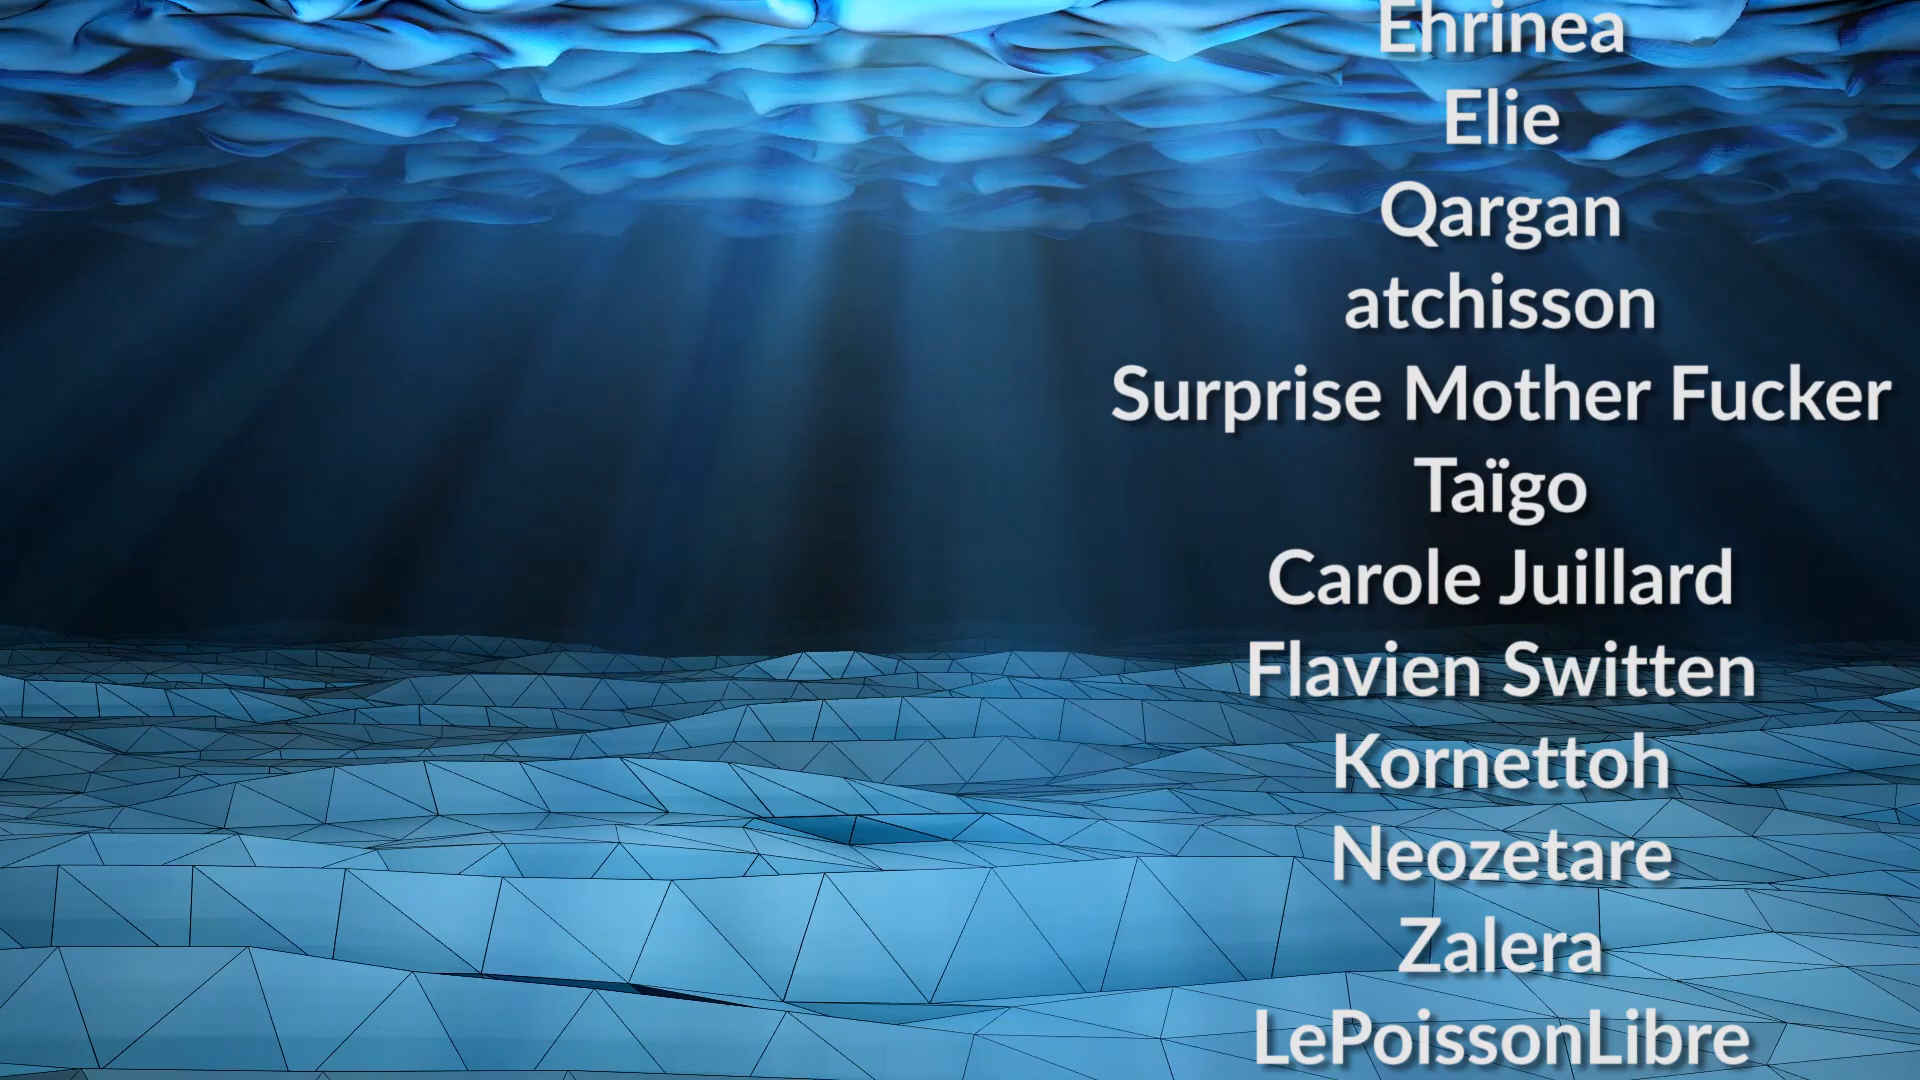 Ehrinea
Elie
Qargan
atchisson
Surprise Mother Fucker
Taïgo
Carole Juillard
Flavien Switten
Kornettoh
Neozetare
Zalera
LePoissonLibre